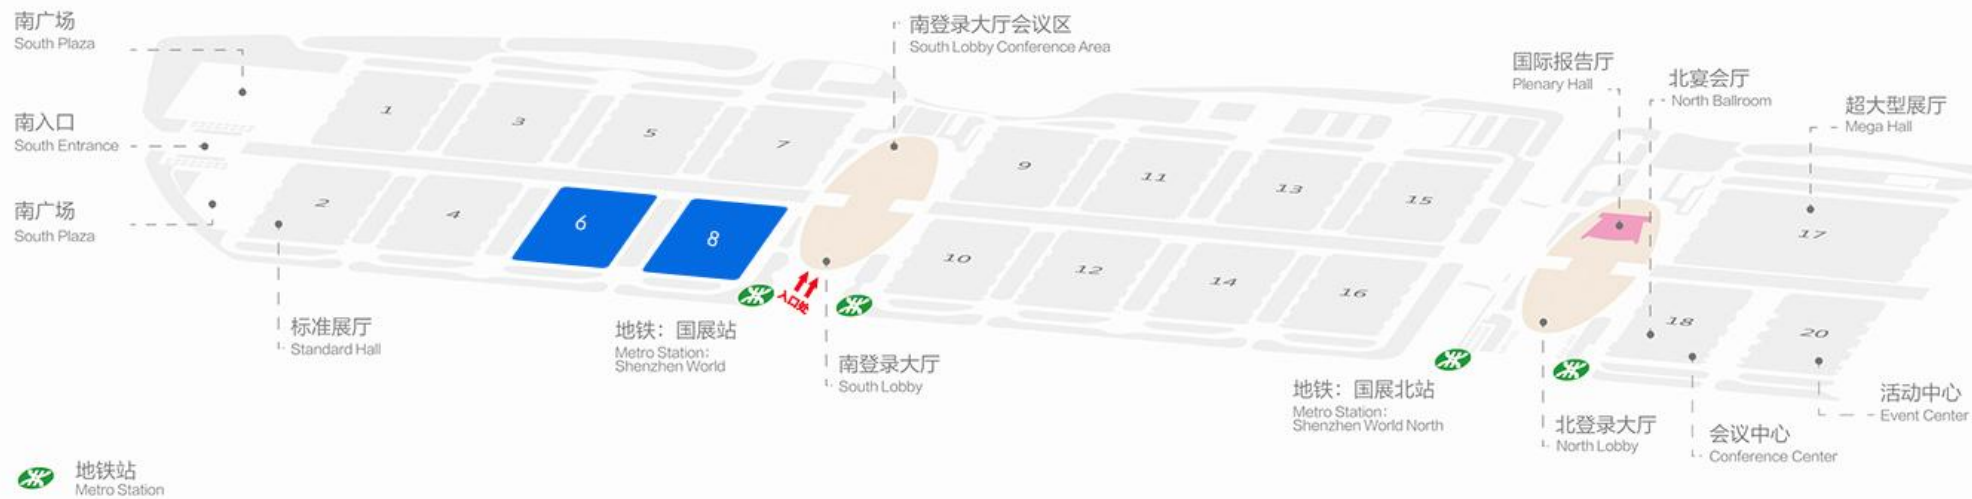 南广场
South Plaza
南入口
South Entrance
南广场
South Plaza
标准展厅
Standard Hall
南登录大厅会议区
South Lobby Conference Area
国际报告厅
Plenary Hall
北宴会厅
North Ballroom
超大型展厅
Mega Hall
1
3
5
7
9
11
13
15
17
2
4
6
8
10
12
14
16
18
20
入口处
地铁：国展站
Metro Station:
Shenzhen World
南登录大厅
South Lobby
地铁：国展北站
Metro Station:
Shenzhen World North
北登录大厅
North Lobby
会议中心
Conference Center
活动中心
Event Center
地铁站
Metro Station